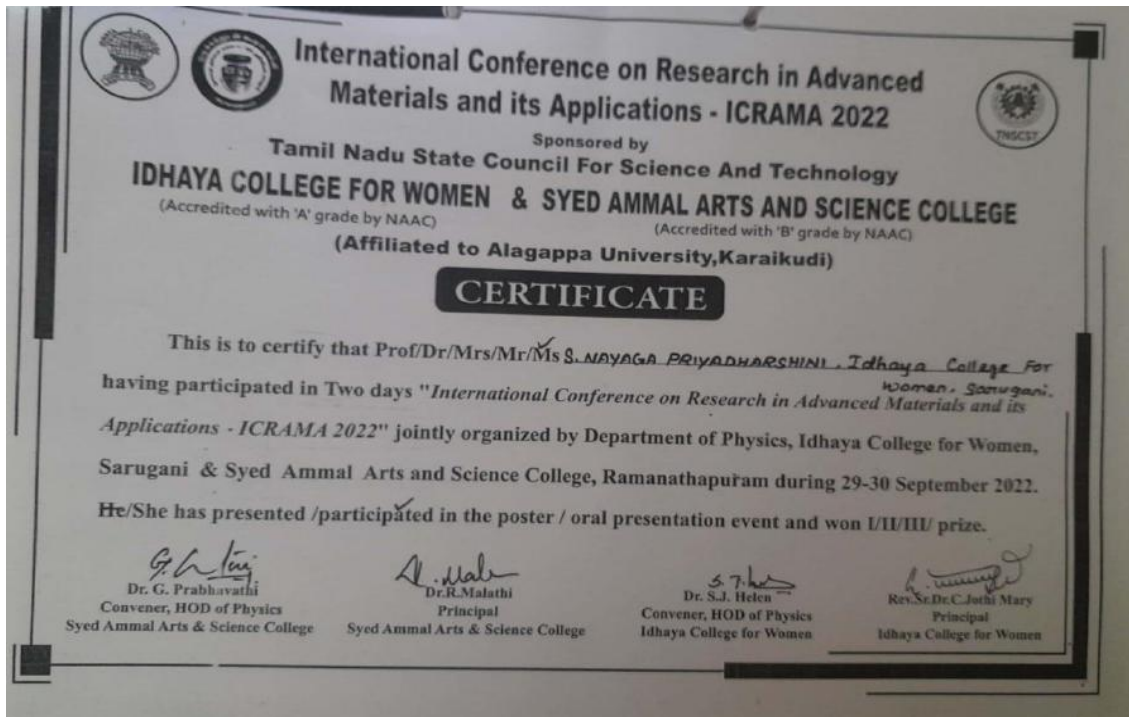 International Conference on Research in Advanced
Materials and its Applications - ICRAMA 2022
TNSCST
Sponsored by
Tamil Nadu State Council For Science And Technology
IDHAYA COLLEGE FOR WOMEN & SYED AMMAL ARTS AND SCIENCE COLLEGE
(Accredited with 'A' grade by NAAC) (Accredited with 'B' grade by NAAC)
(Affiliated to Alagappa University,Karaikudi)
CERTIFICATE
This is to certify that Prof/Dr/Mrs/Mr/Ms S. NAYAGA PRIYADHARSHINI, Idhaya College For
Women, Sarugani.
having participated in Two days "International Conference on Research in Advanced Materials and its
Applications - ICRAMA 2022" jointly organized by Department of Physics, Idhaya College for Women,
Sarugani & Syed Ammal Arts and Science College, Ramanathapuram during 29-30 September 2022.
He/She has presented /participated in the poster / oral presentation event and won I/II/III/ prize.
Dr. G. Prabhavathi
Convener, HOD of Physics
Syed Ammal Arts & Science College
Dr.R.Malathi
Principal
Syed Ammal Arts & Science College
Dr. S.J. Helen
Convener, HOD of Physics
Idhaya College for Women
Rev.Sr.Dr.C.Jothi Mary
Principal
Idhaya College for Women